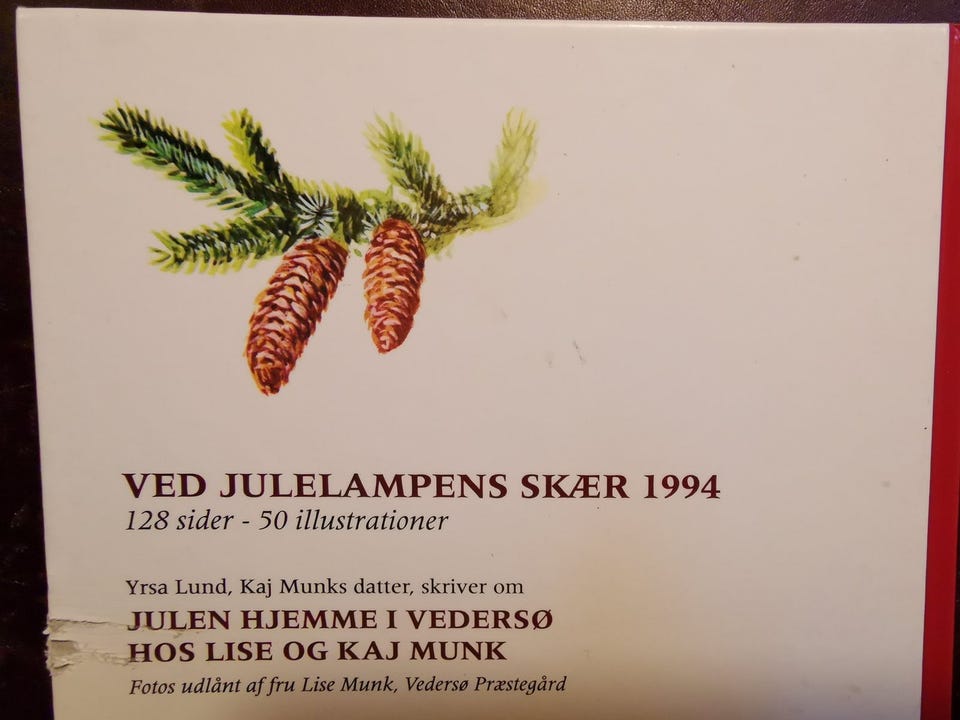 VED JULELAMPENS SKÆR 1994
128 sider - 50 illustrationer
Yrsa Lund, Kaj Munks datter, skriver om
JULEN HJEMME I VEDERSØ
HOS LISE OG KAJ MUNK
Fotos udlånt af fru Lise Munk, Vedersø Præstegård